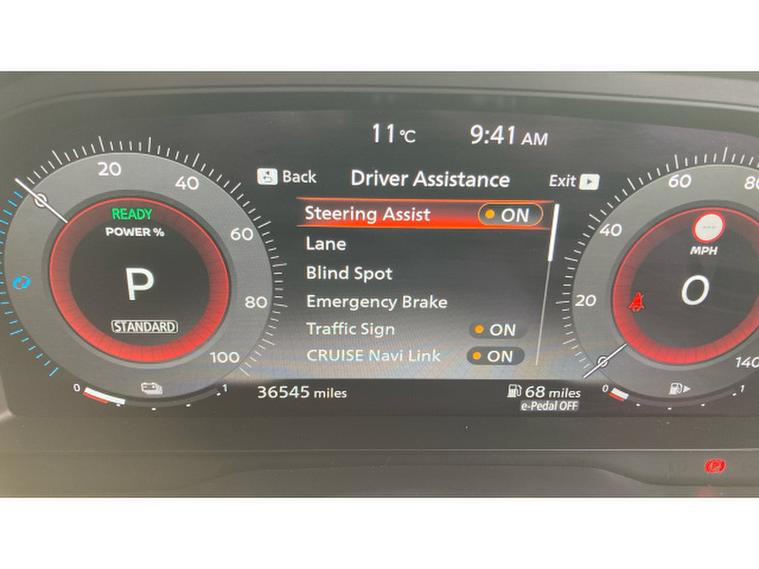 11°C 9:41 AM
Back Driver Assistance Exit
Steering Assist ON
Lane
Blind Spot
Emergency Brake
Traffic Sign ON
CRUISE Navi Link ON
36545 miles
68 miles
e-Pedal OFF
20
40
60
80
100
READY
POWER %
P
STANDARD
0 1
20
40
60
80
140
---
MPH
0
0 1